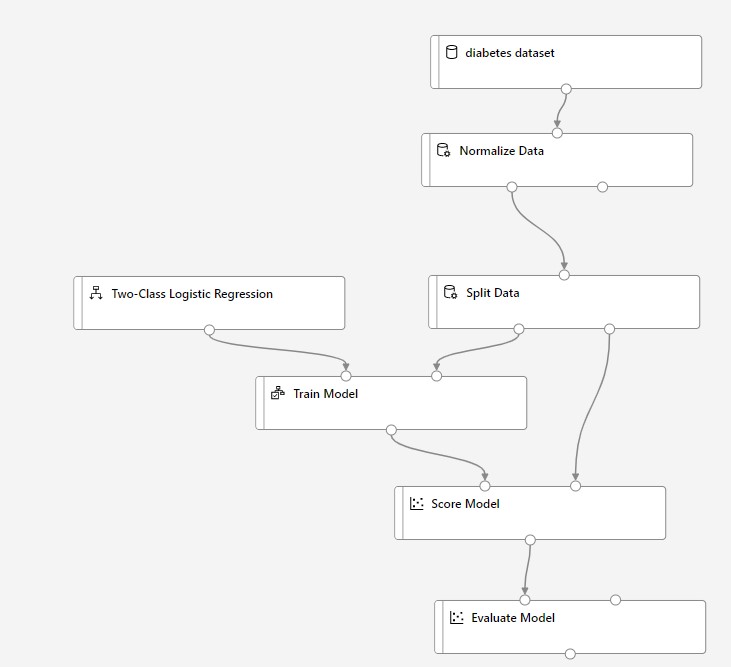 diabetes dataset
Normalize Data
Two-Class Logistic Regression
Split Data
Train Model
Score Model
Evaluate Model